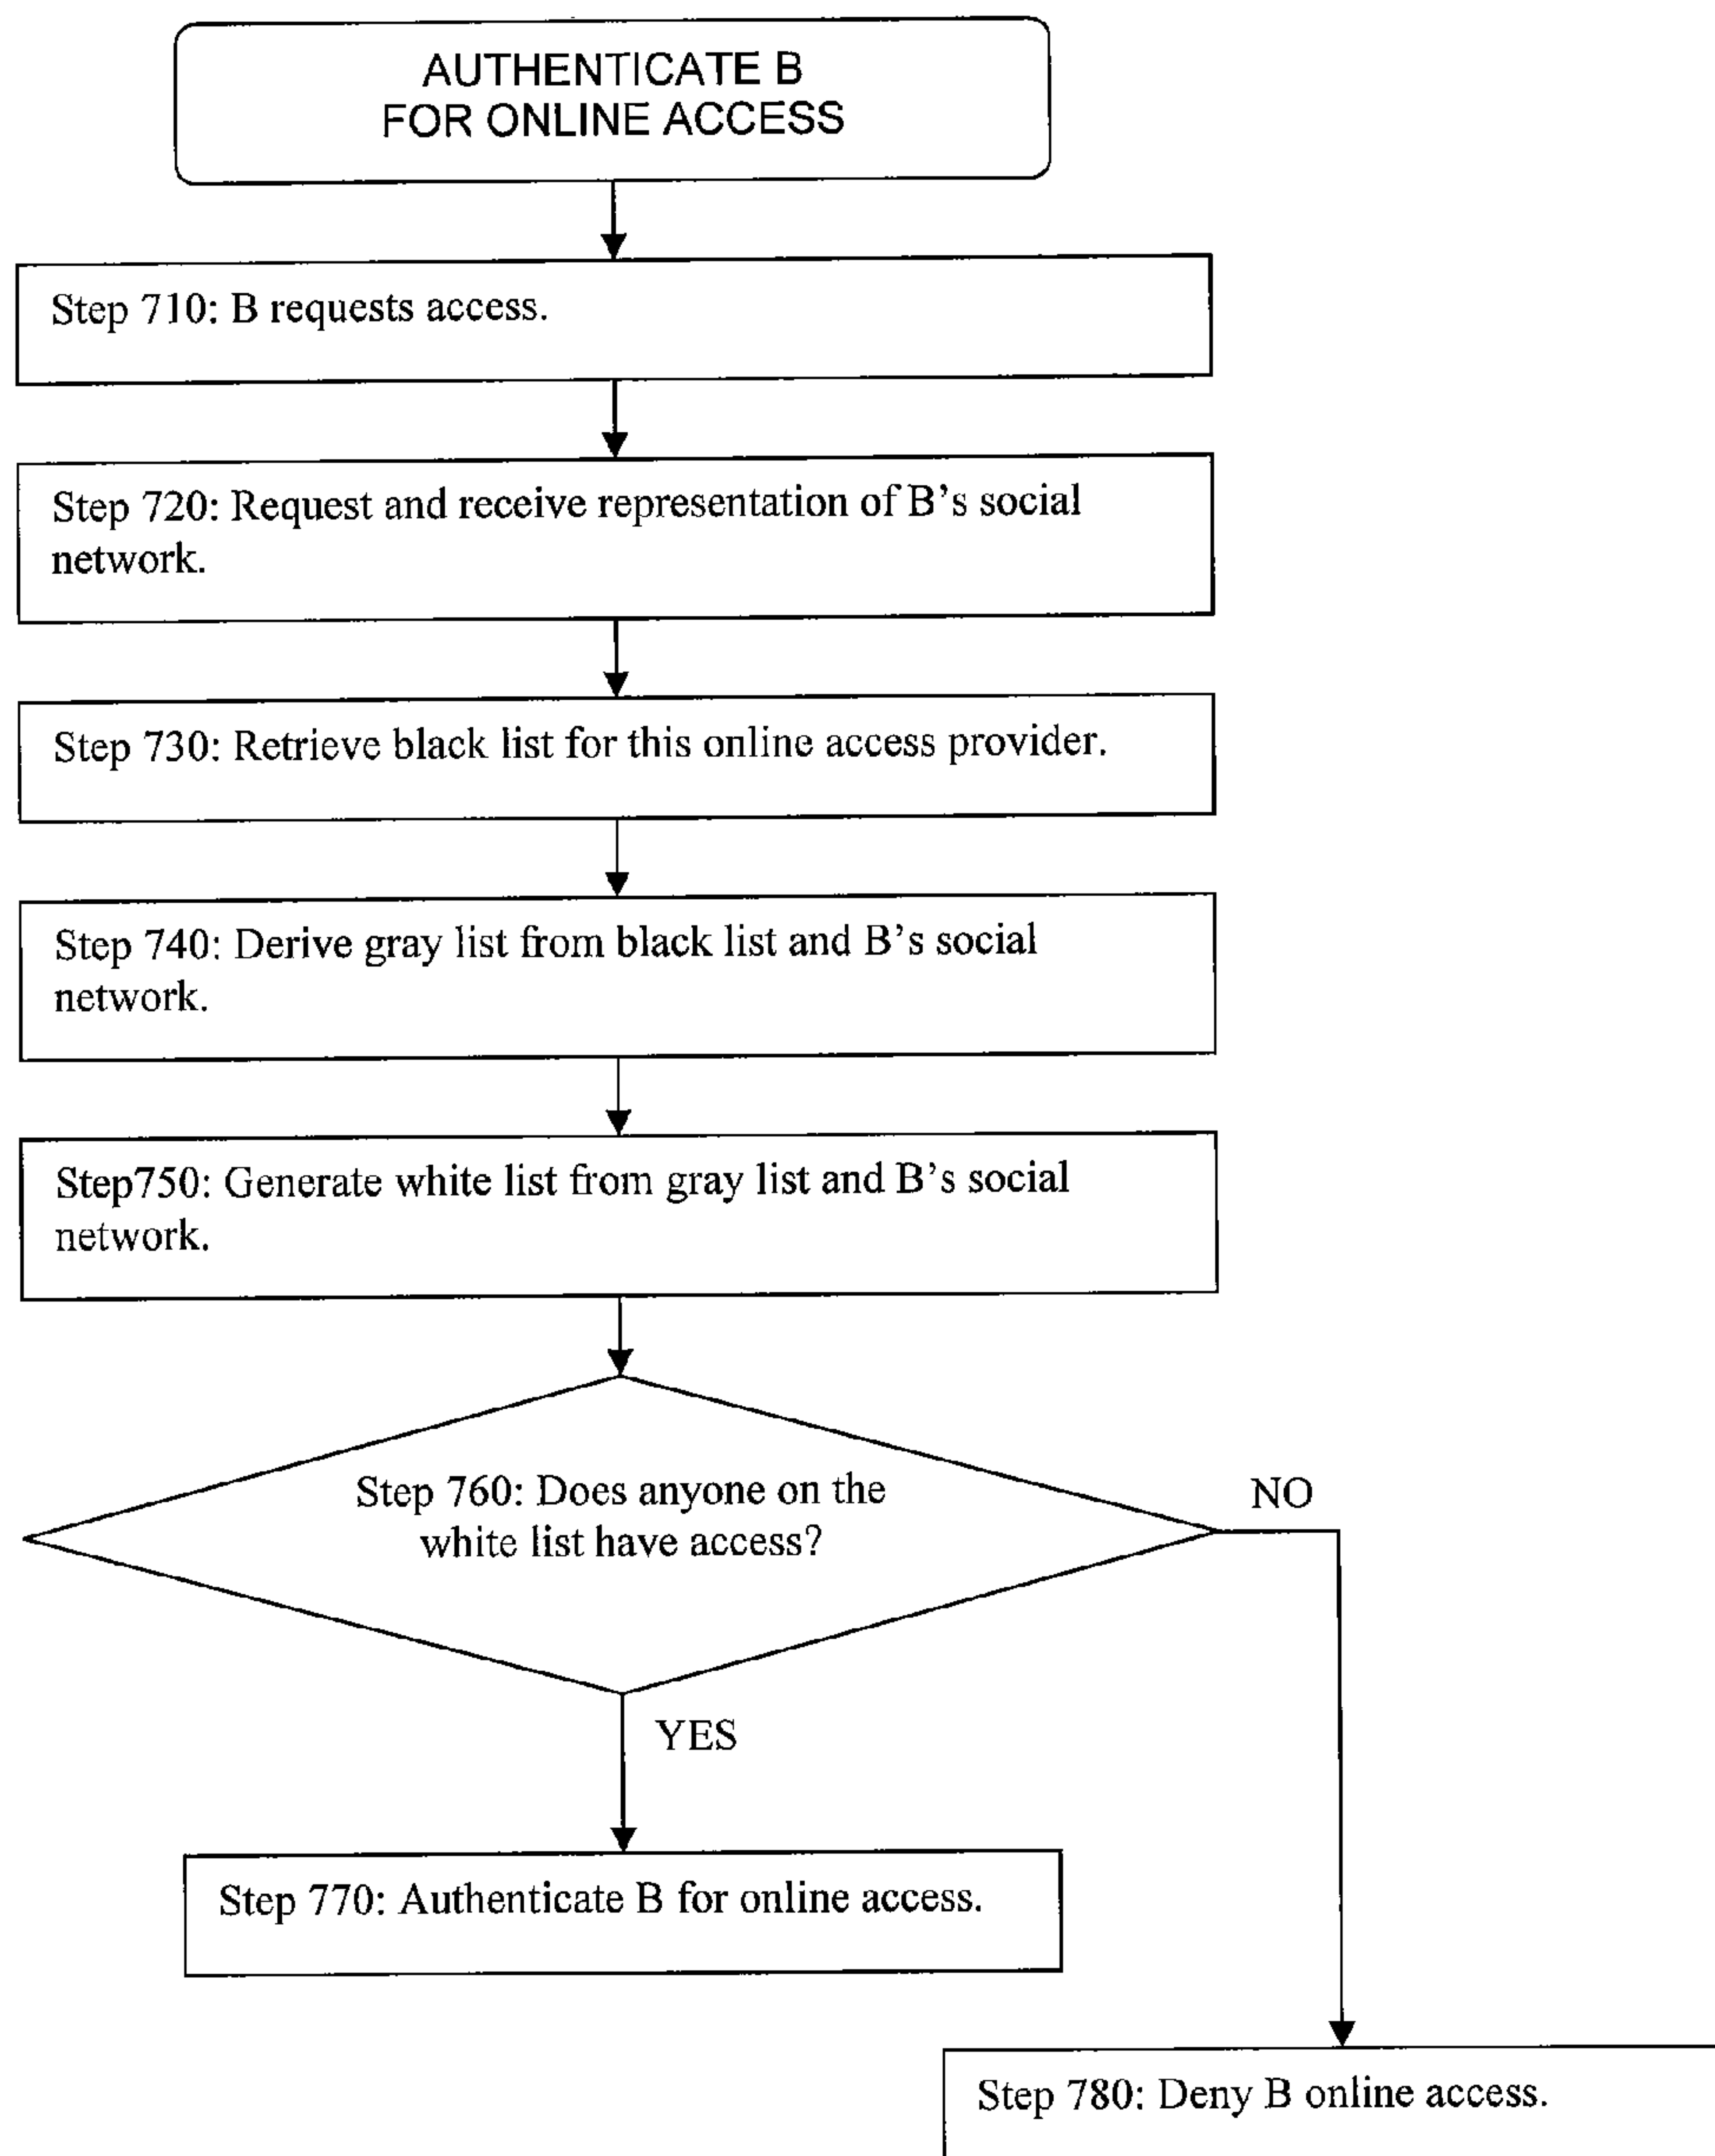 AUTHENTICATE B
FOR ONLINE ACCESS
Step 710: B requests access.
Step 720: Request and receive representation of B's social
network.
Step 730: Retrieve black list for this online access provider.
Step 740: Derive gray list from black list and B's social
network.
Step750: Generate white list from gray list and B's social
network.
Step 760: Does anyone on the
white list have access?
NO
YES
Step 770: Authenticate B for online access.
Step 780: Deny B online access.